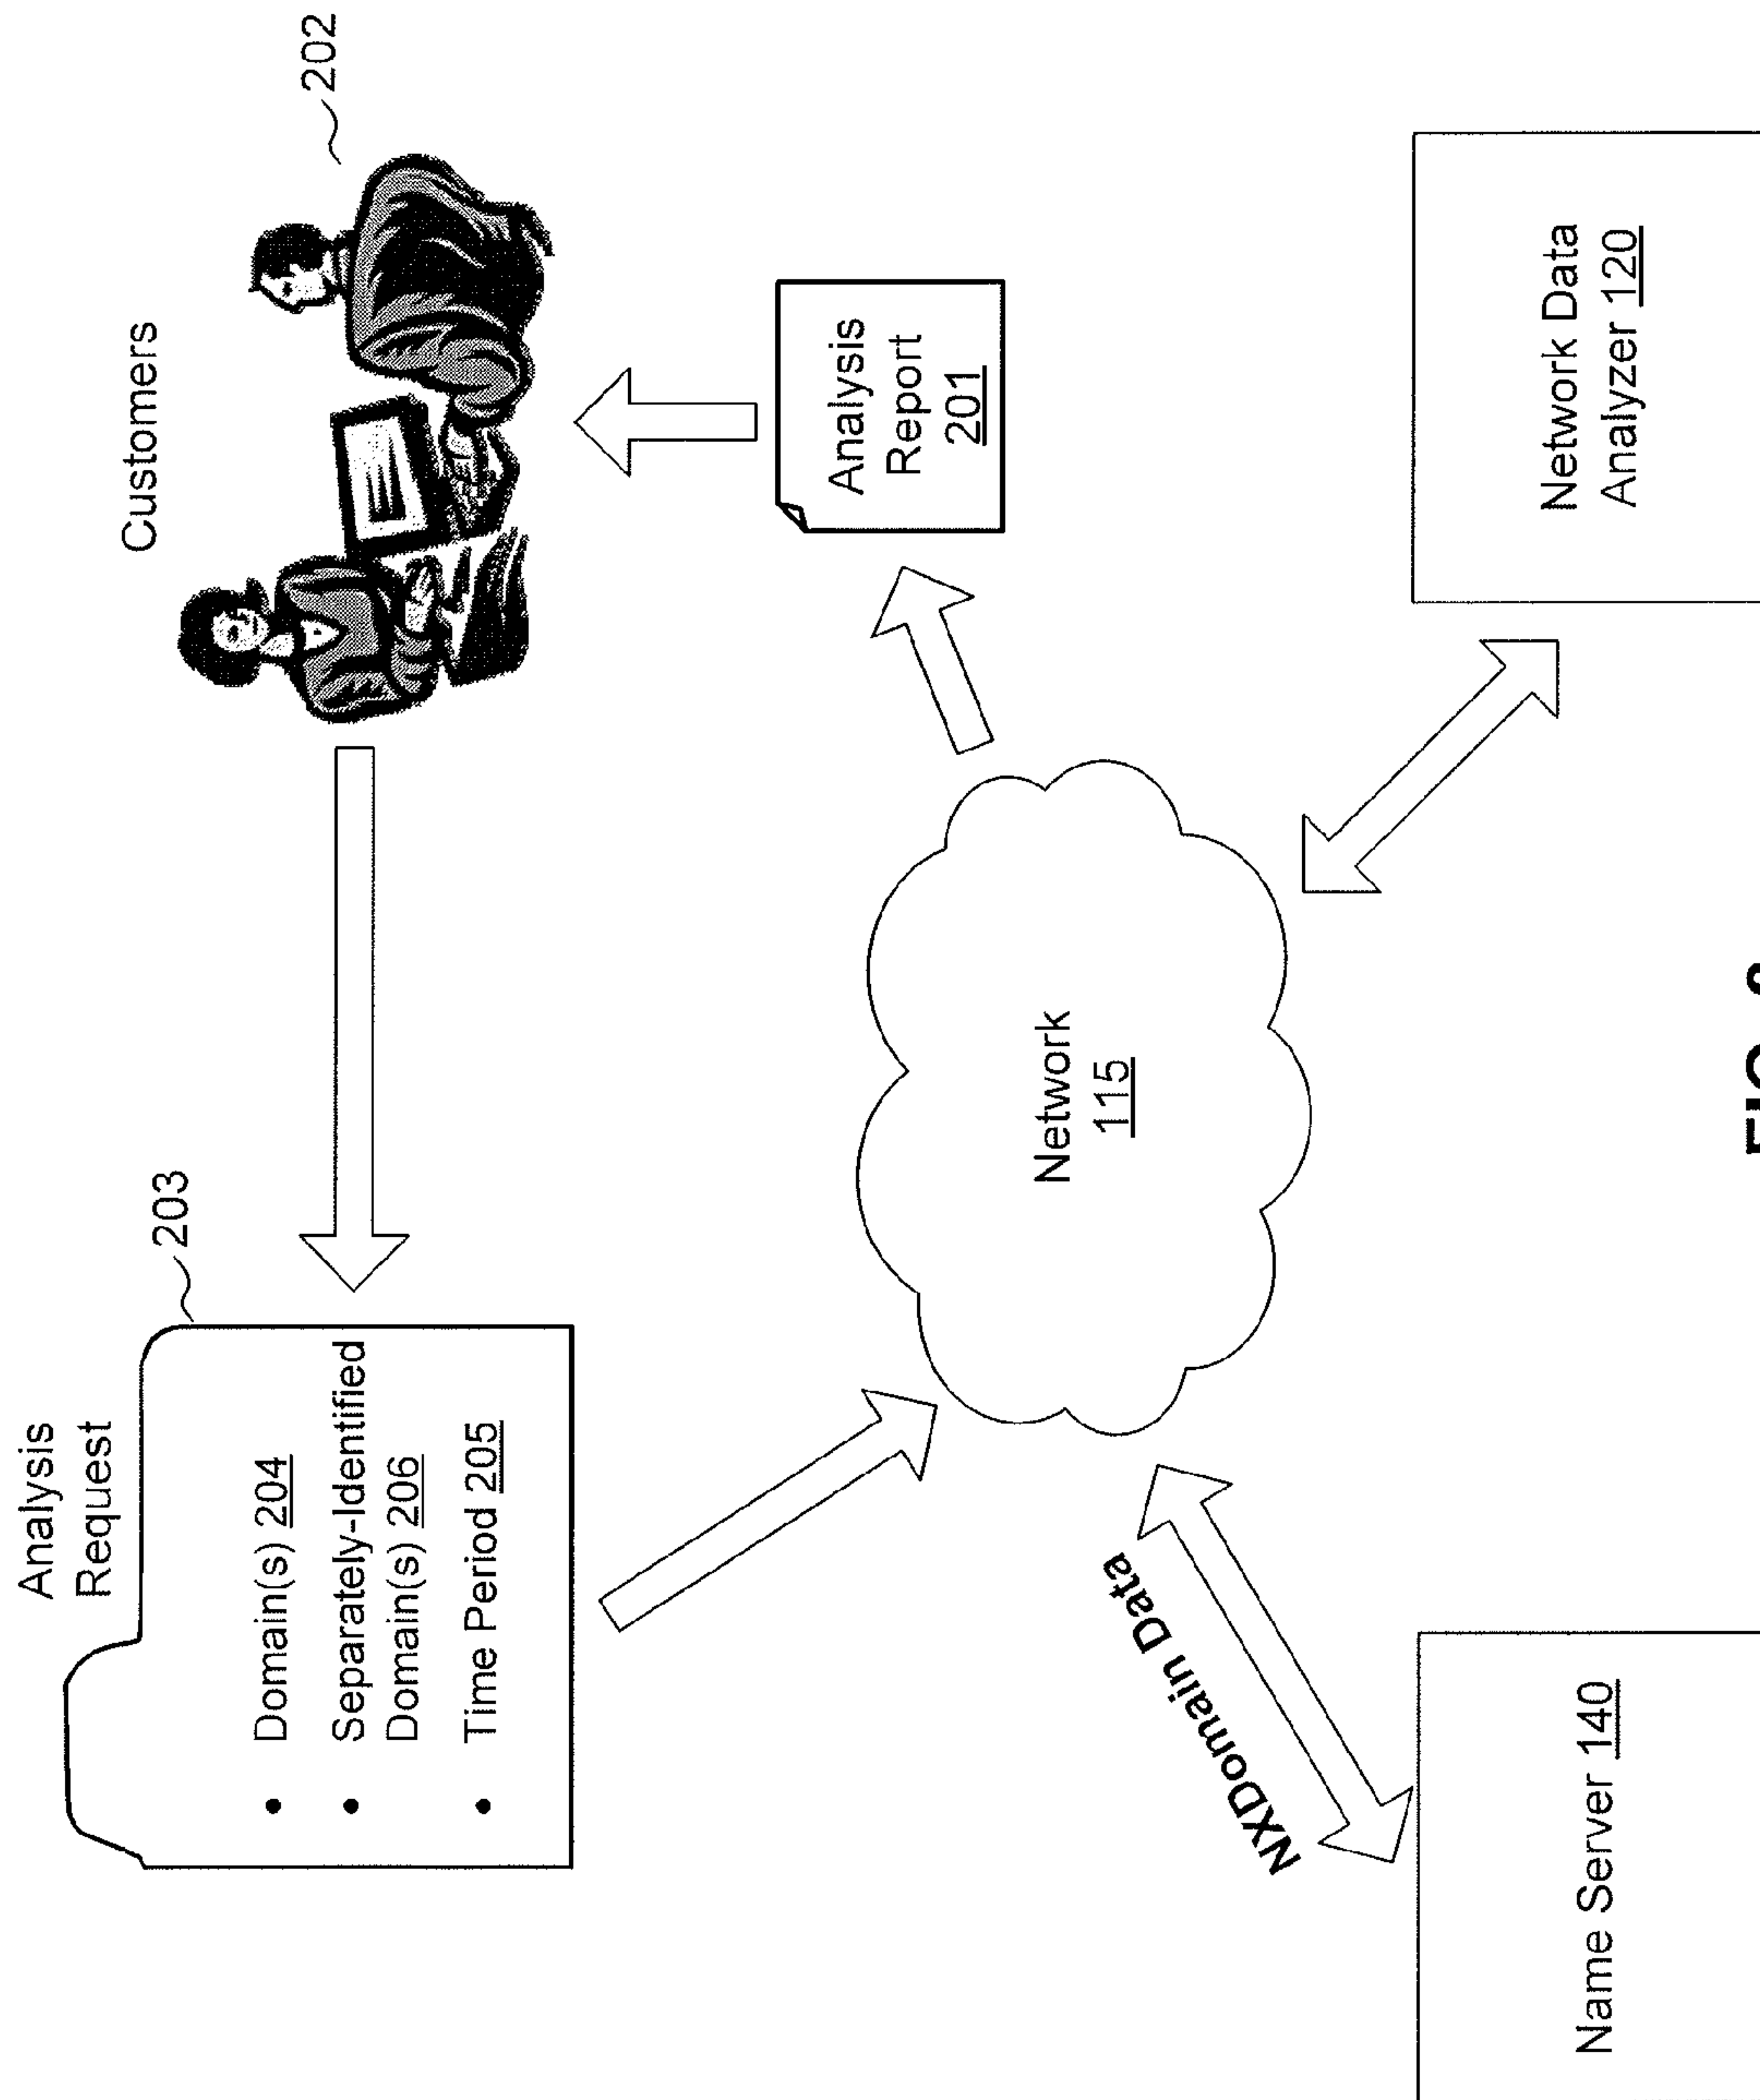 Analysis
Request
203
• Domain(s) 204
• Separately-Identified
Domain(s) 206
• Time Period 205
Customers
202
Analysis
Report
201
Network
115
NXDomain Data
Name Server 140
Network Data
Analyzer 120